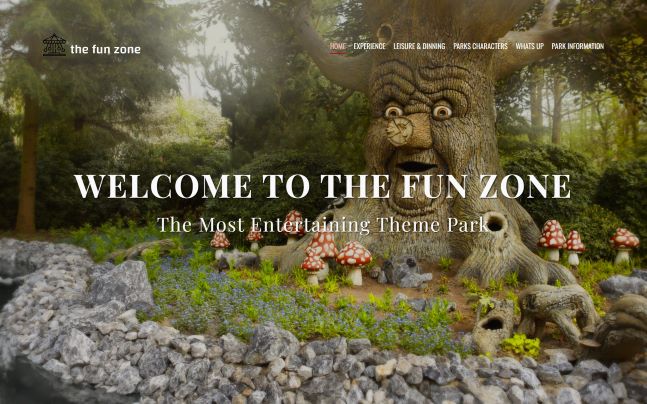 the fun zone
HOME EXPERIENCE LEISURE & DINNING PARKS CHARACTERS WHATS UP PARK INFORMATION
WELCOME TO THE FUN ZONE
The Most Entertaining Theme Park